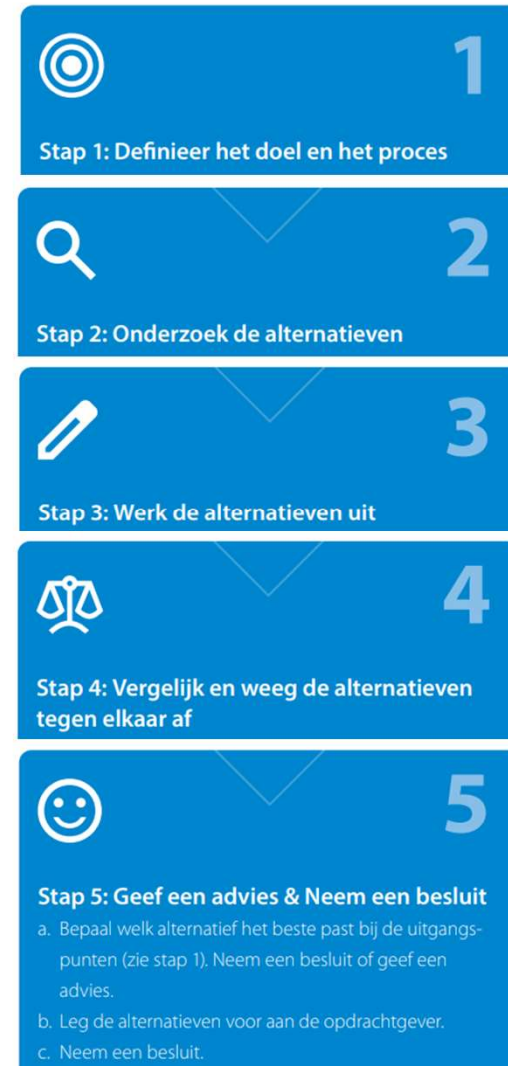 1
Stap 1: Definieer het doel en het proces
2
Stap 2: Onderzoek de alternatieven
3
Stap 3: Werk de alternatieven uit
4
Stap 4: Vergelijk en weeg de alternatieven
tegen elkaar af
5
Stap 5: Geef een advies & Neem een besluit
a. Bepaal welk alternatief het beste past bij de uitgangs-
punten (zie stap 1). Neem een besluit of geef een
advies.
b. Leg de alternatieven voor aan de opdrachtgever.
c. Neem een besluit.